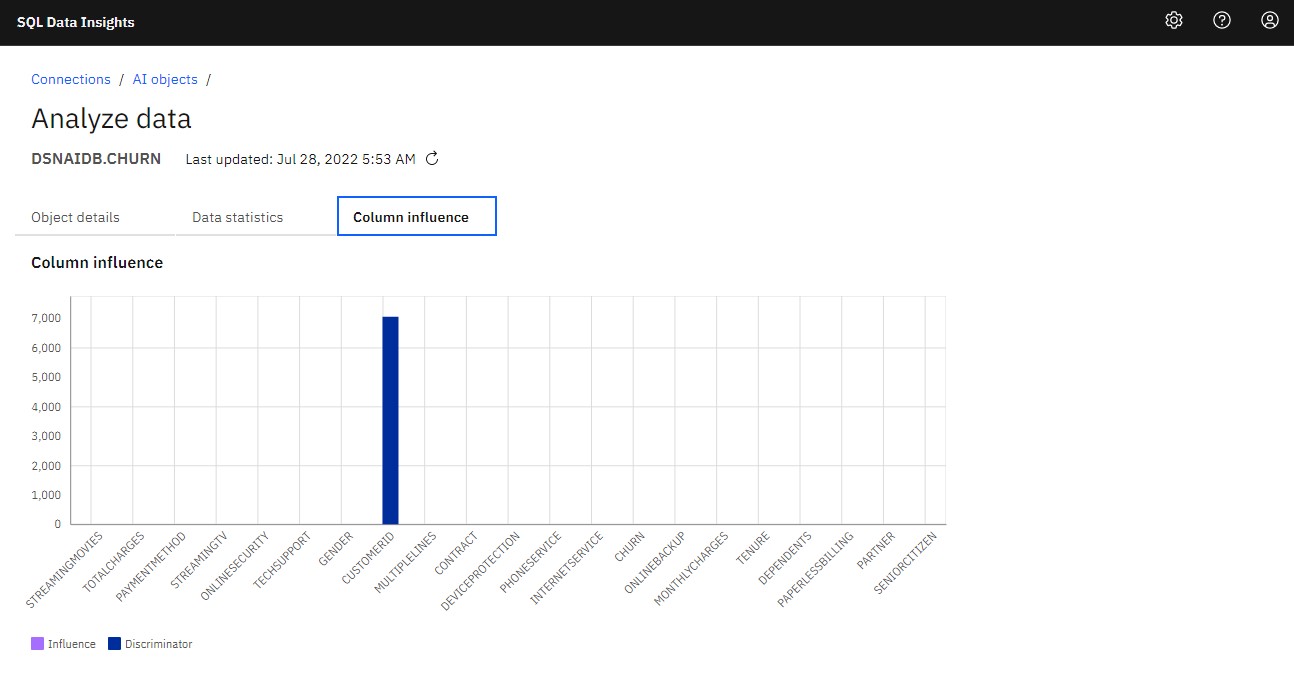 SQL Data Insights
Connections / AI objects /
Analyze data
DSNAIDB.CHURN Last updated: Jul 28, 2022 5:53 AM
Object details Data statistics Column influence
Column influence
7,000
6,000
5,000
4,000
3,000
2,000
1,000
0
STREAMINGMOVIES
TOTALCHARGES
PAYMENTMETHOD
STREAMINGTV
ONLINESECURITY
TECHSUPPORT
GENDER
CUSTOMERID
MULTIPLELINES
CONTRACT
DEVICEPROTECTION
PHONESERVICE
INTERNETSERVICE
CHURN
ONLINEBACKUP
MONTHLYCHARGES
TENURE
DEPENDENTS
PAPERLESSBILLING
PARTNER
SENIORCITIZEN
Influence Discriminator